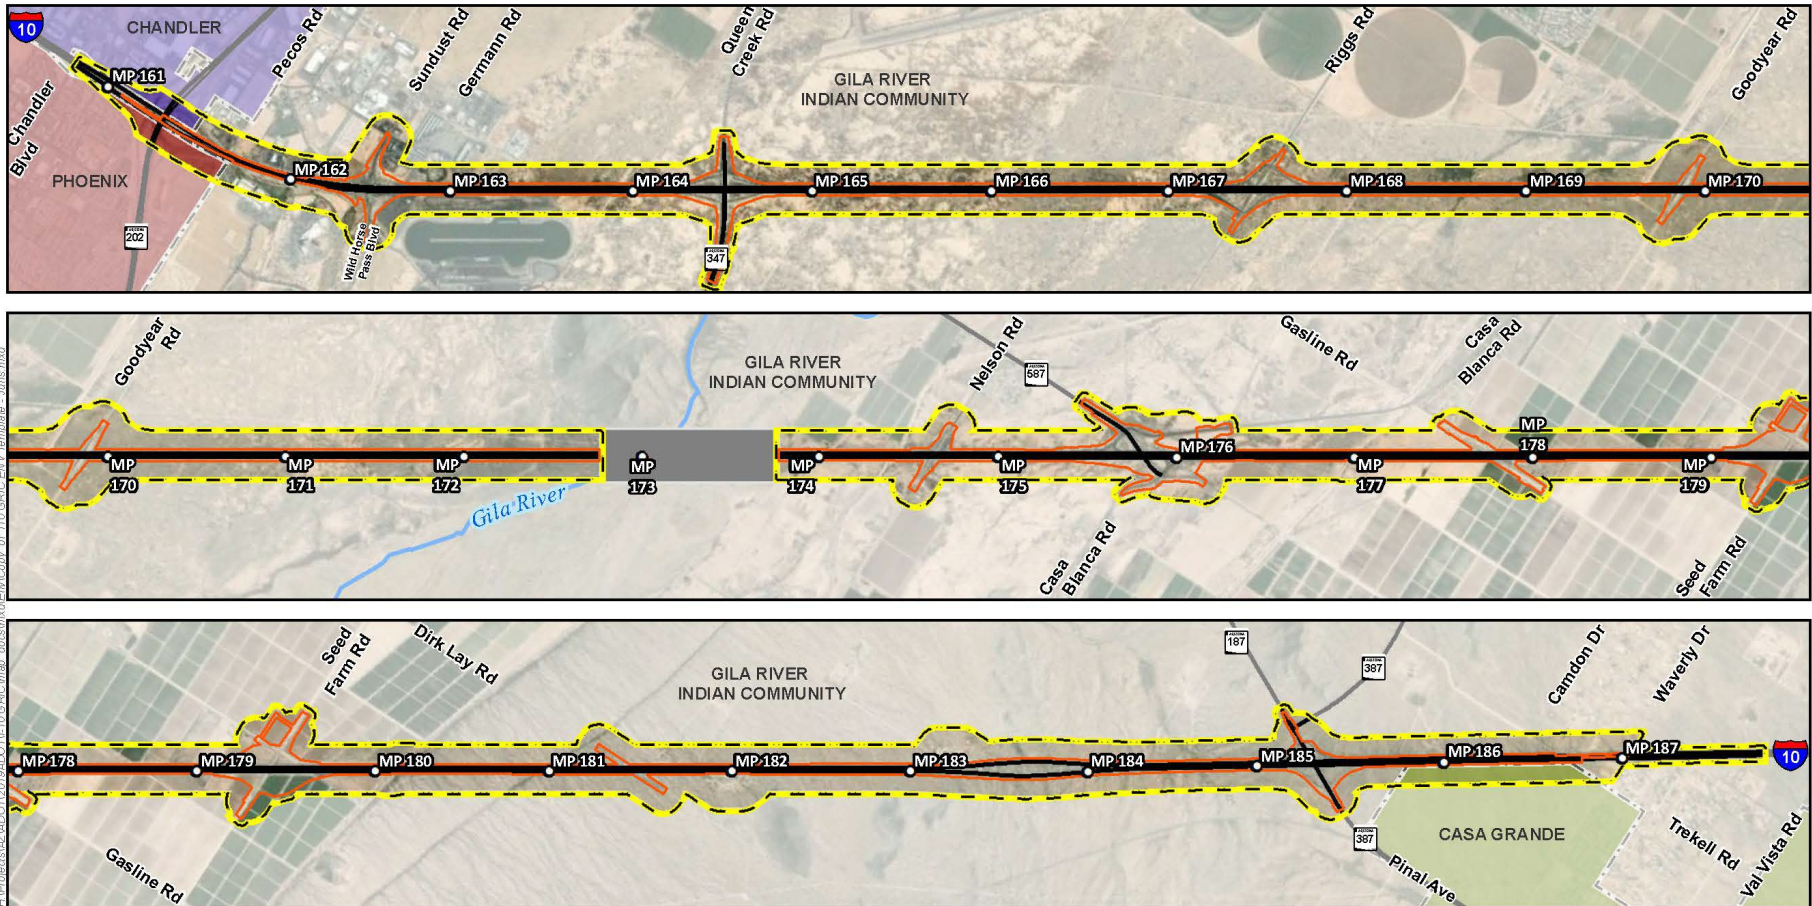 10
CHANDLER
Pecos Rd
Sundust Rd
Germann Rd
Queen
Creek Rd
GILA RIVER
INDIAN COMMUNITY
Riggs Rd
Goodyear Rd
Chandler
Blvd
PHOENIX
202
Wild Horse
Pass Blvd
ARIZONA
347
MP 161
MP 162
MP 163
MP 164
MP 165
MP 166
MP 167
MP 168
MP 169
MP 170
Goodyear
Rd
GILA RIVER
INDIAN COMMUNITY
Nelson Rd
587
Gasline Rd
Casa
Blanca Rd
MP
170
MP
171
MP
172
MP
173
MP
174
MP
175
MP 176
MP
177
MP
178
MP
179
Gila River
Casa
Blanca Rd
Seed
Farm Rd
Seed
Farm Rd
Dirk Lay Rd
GILA RIVER
INDIAN COMMUNITY
187
387
Camdon Dr
Waverly Dr
MP 178
MP 179
MP 180
MP 181
MP 182
MP 183
MP 184
MP 185
MP 186
MP 187
10
Gasline Rd
387
Pinal Ave
CASA GRANDE
Trekell Rd
Val Vista Rd